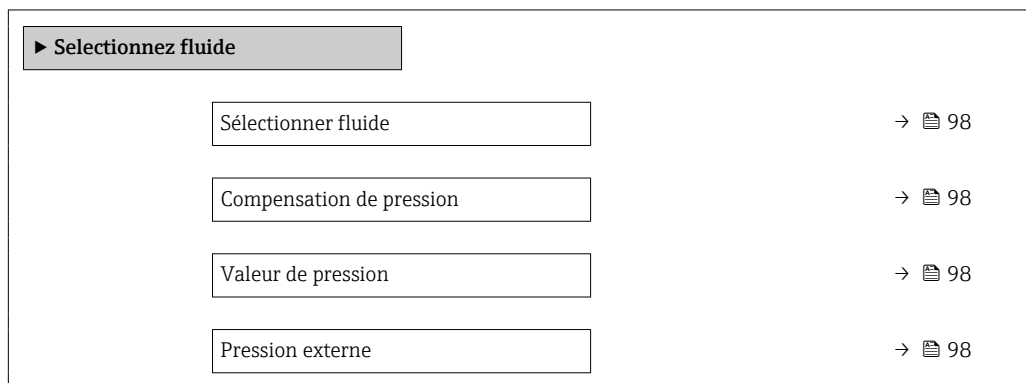 ▶ Selectionnez fluide
Sélectionner fluide → 98
Compensation de pression → 98
Valeur de pression → 98
Pression externe → 98